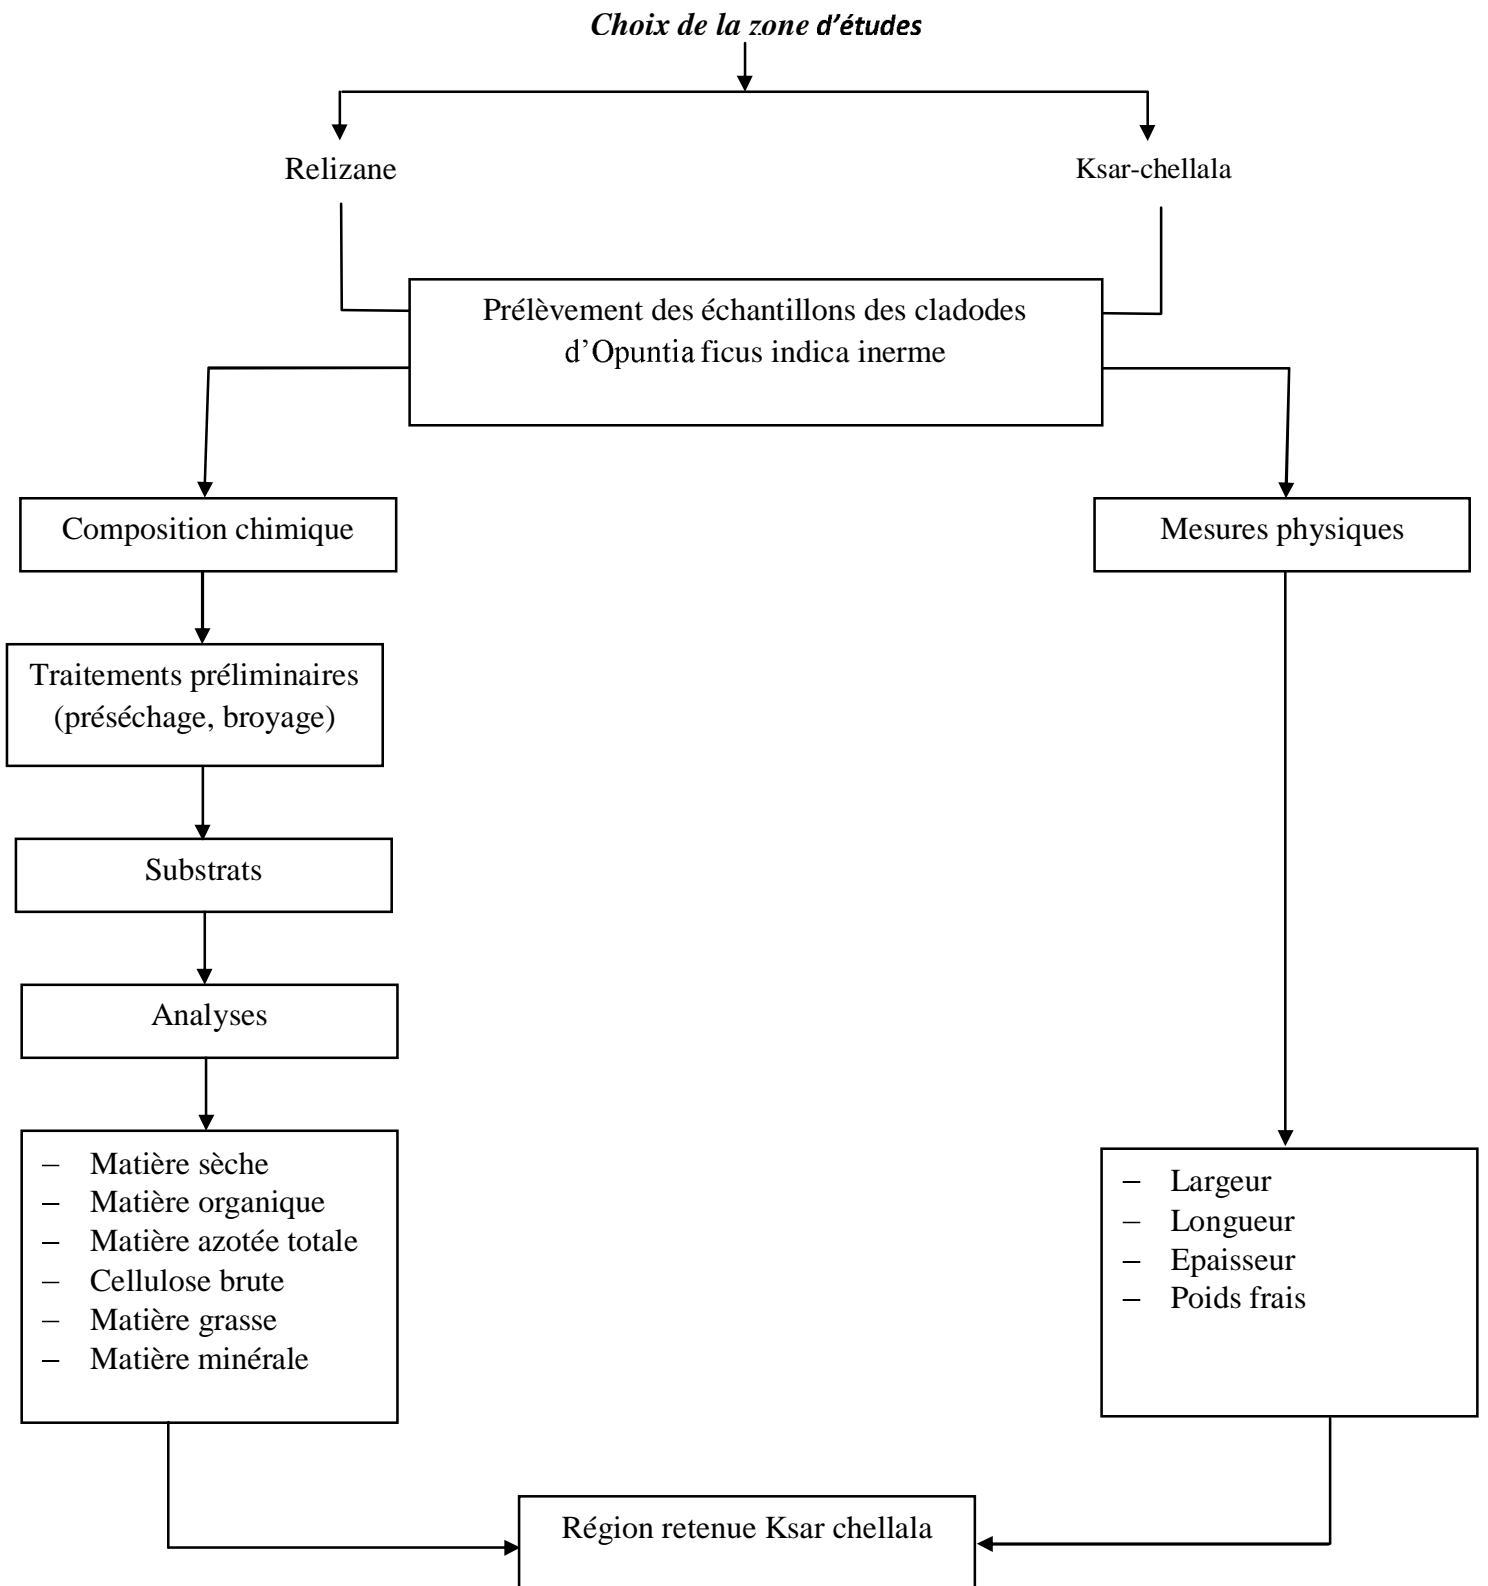 Choix de la zone d'études
Relizane
Ksar-chellala
Prélèvement des échantillons des cladodes
d'Opuntia ficus indica inerme
Composition chimique
Mesures physiques
Traitements préliminaires
(préséchage, broyage)
Substrats
Analyses
– Matière sèche
– Matière organique
– Matière azotée totale
– Cellulose brute
– Matière grasse
– Matière minérale
– Largeur
– Longueur
– Epaisseur
– Poids frais
Région retenue Ksar chellala